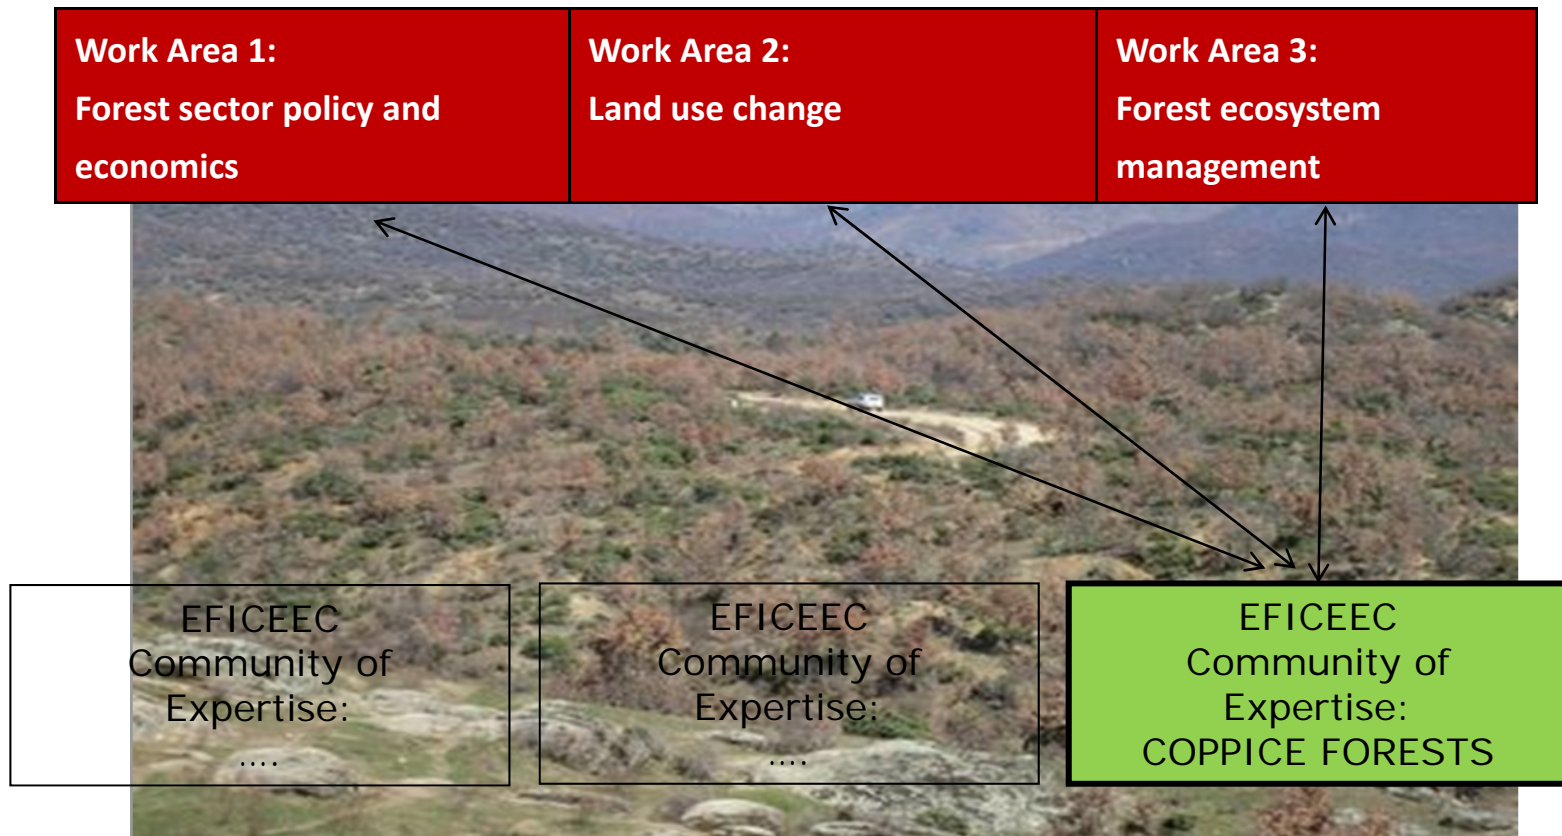 Work Area 1:
Forest sector policy and
economics
Work Area 2:
Land use change
Work Area 3:
Forest ecosystem
management
EFICEEC
Community of
Expertise:
....
EFICEEC
Community of
Expertise:
....
EFICEEC
Community of
Expertise:
COPPICE FORESTS